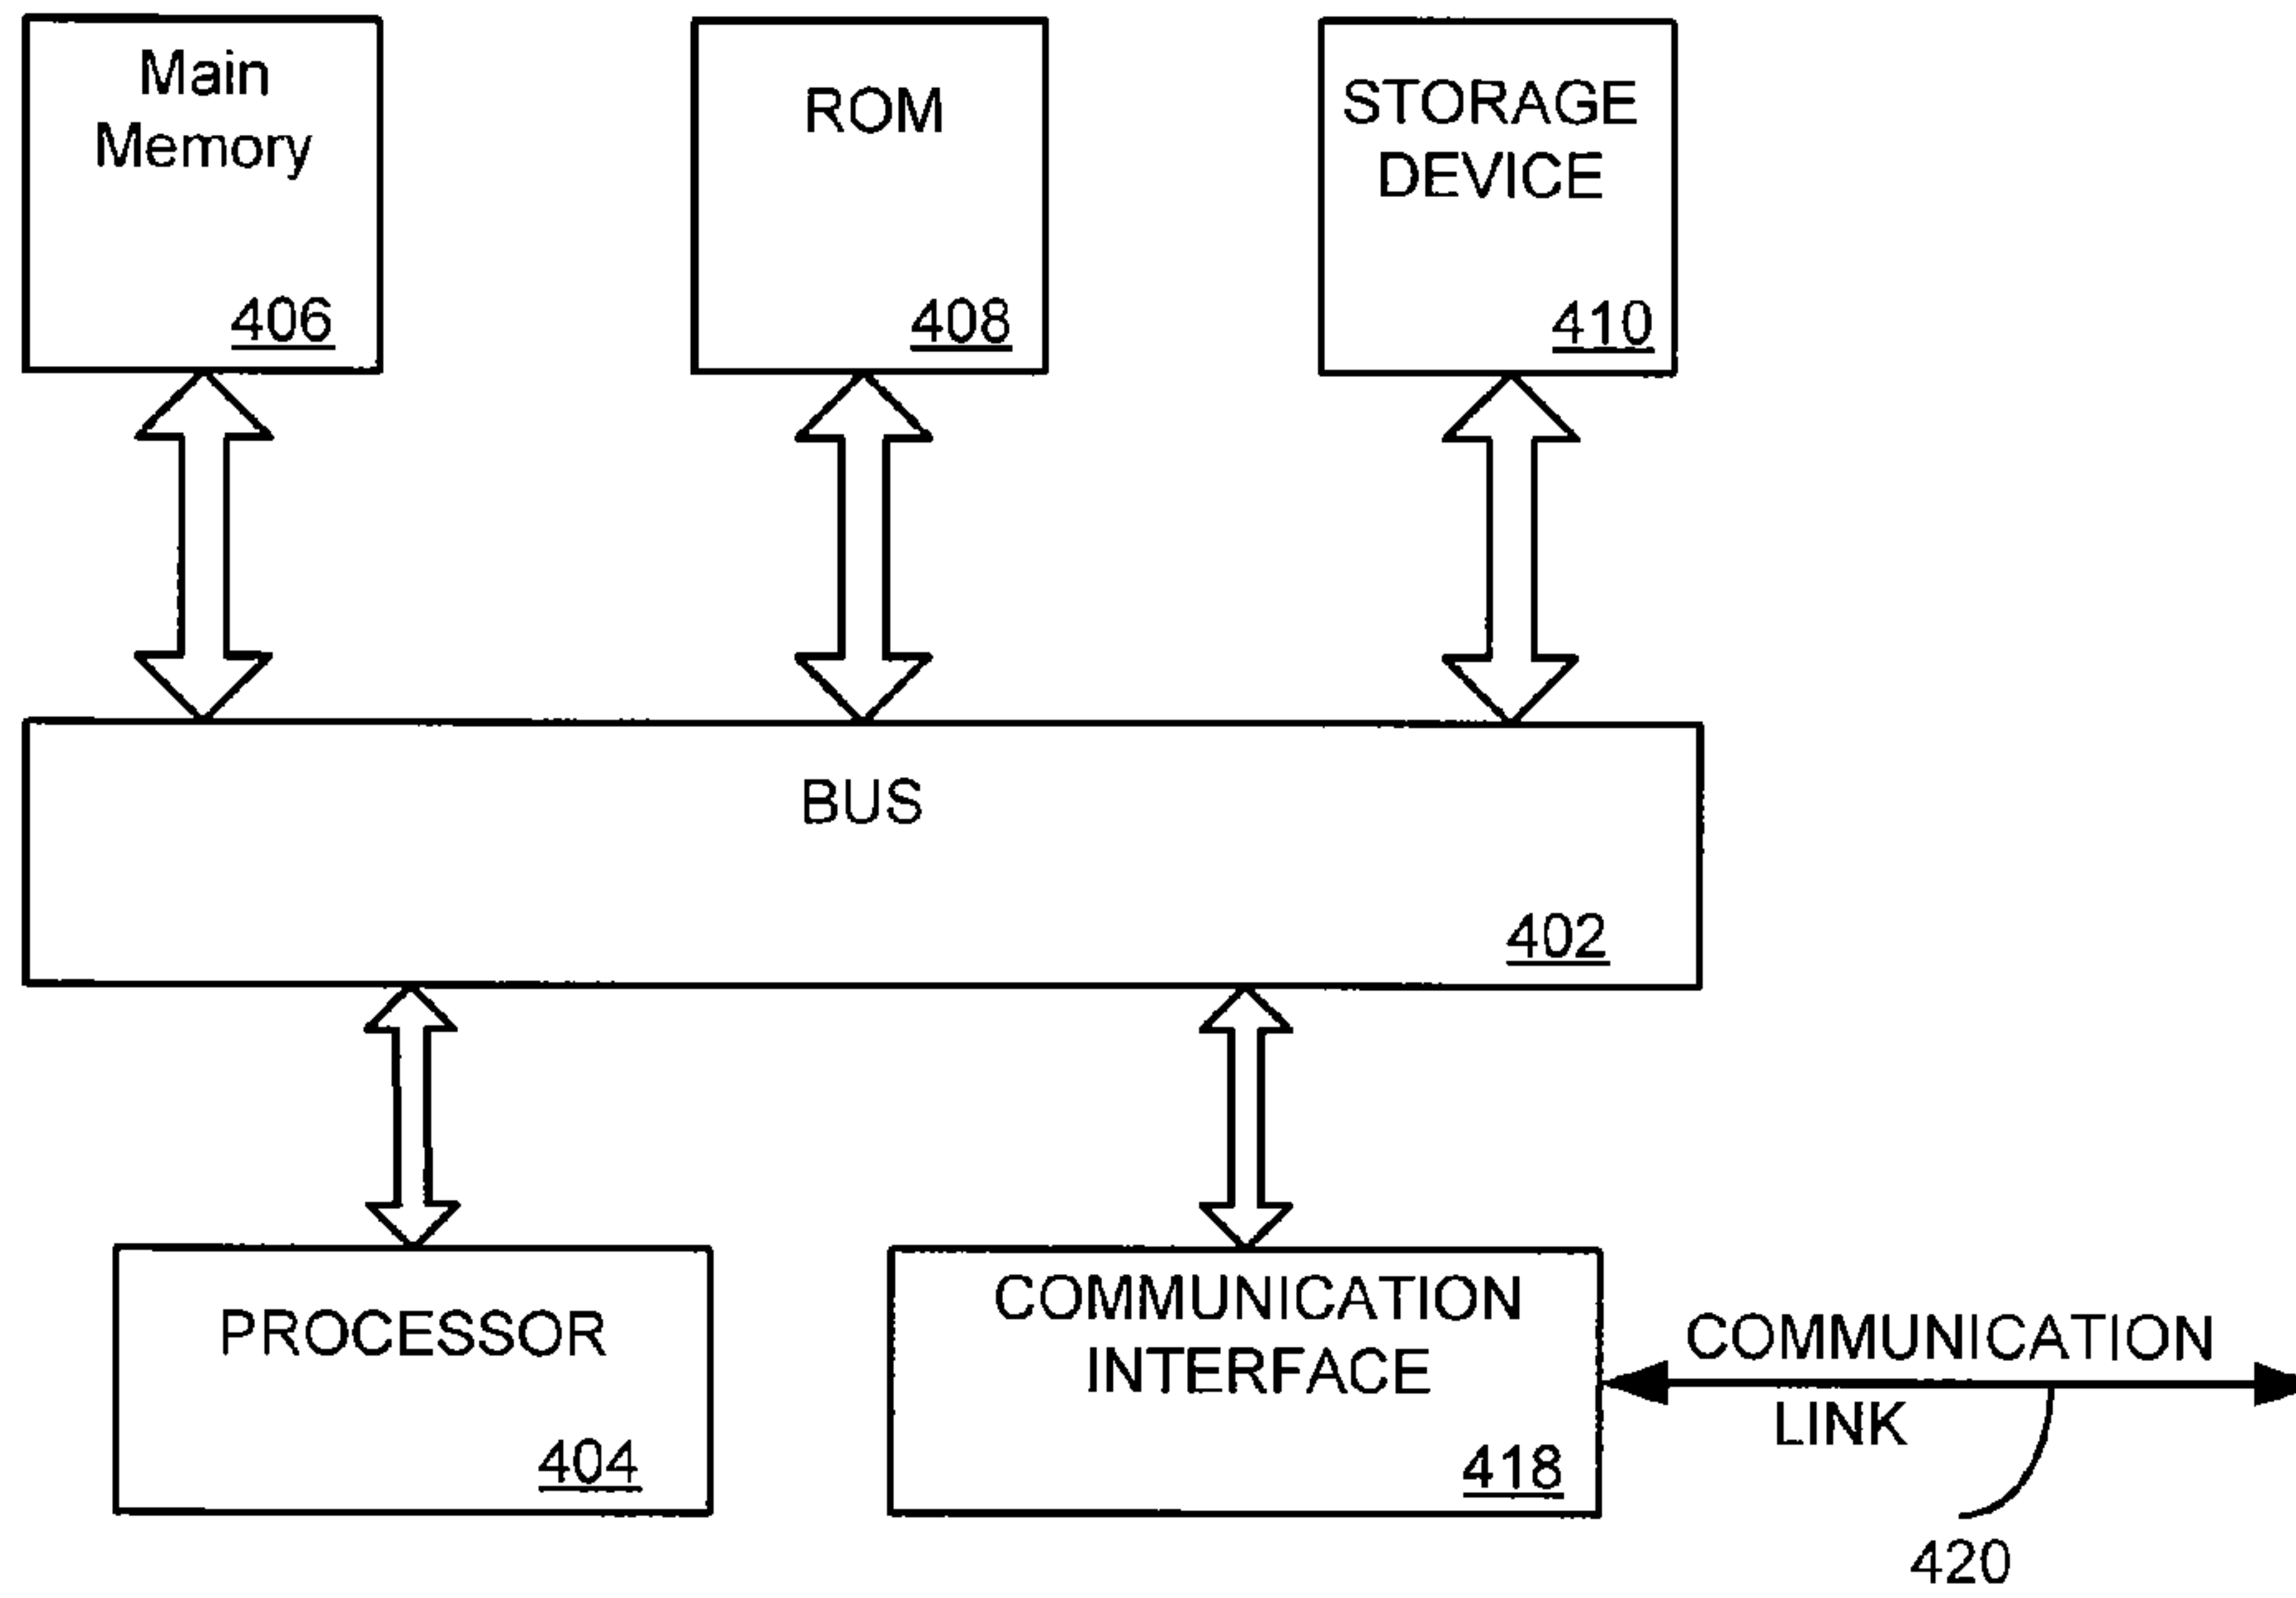 Main
Memory
406
ROM
408
STORAGE
DEVICE
410
BUS
402
PROCESSOR
404
COMMUNICATION
INTERFACE
418
COMMUNICATION
LINK
420